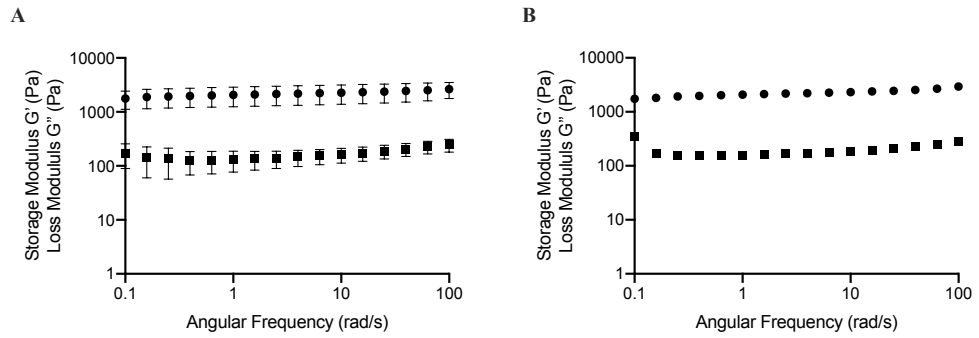 A
Storage Modulus G' (Pa)
Loss Modulus G" (Pa)
10000
1000
100
10
1
0.1
1
10
100
Angular Frequency (rad/s)
B
Storage Modulus G' (Pa)
Loss Modulus G" (Pa)
10000
1000
100
10
1
0.1
1
10
100
Angular Frequency (rad/s)